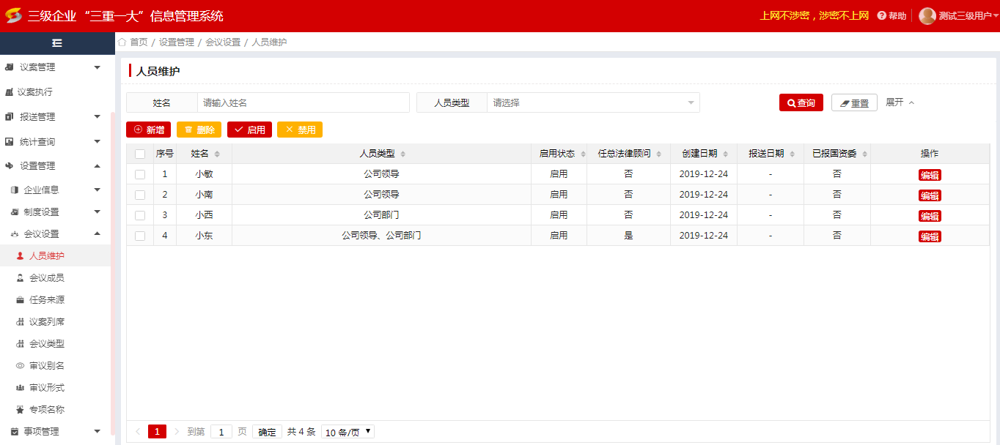 三级企业 “三重一大” 信息管理系统
上网不涉密，涉密不上网 帮助 测试三级用户
首页 / 设置管理 / 会议设置 / 人员维护
议案管理
议案执行
报送管理
统计查询
设置管理
企业信息
制度设置
会议设置
人员维护
会议成员
任务来源
议案列席
会议类型
审议别名
审议形式
专项名称
事项管理
人员维护
姓名 请输入姓名 人员类型 请选择 查询 重置 展开
新增 删除 启用 禁用
序号 姓名 人员类型 启用状态 任总法律顾问 创建日期 报送日期 已报国资委 操作
1 小敏 公司领导 启用 否 2019-12-24 - 否 编辑
2 小南 公司领导 启用 否 2019-12-24 - 否 编辑
3 小西 公司部门 启用 否 2019-12-24 - 否 编辑
4 小东 公司领导、公司部门 启用 是 2019-12-24 - 否 编辑
1 到第 1 页 确定 共 4 条 10 条/页